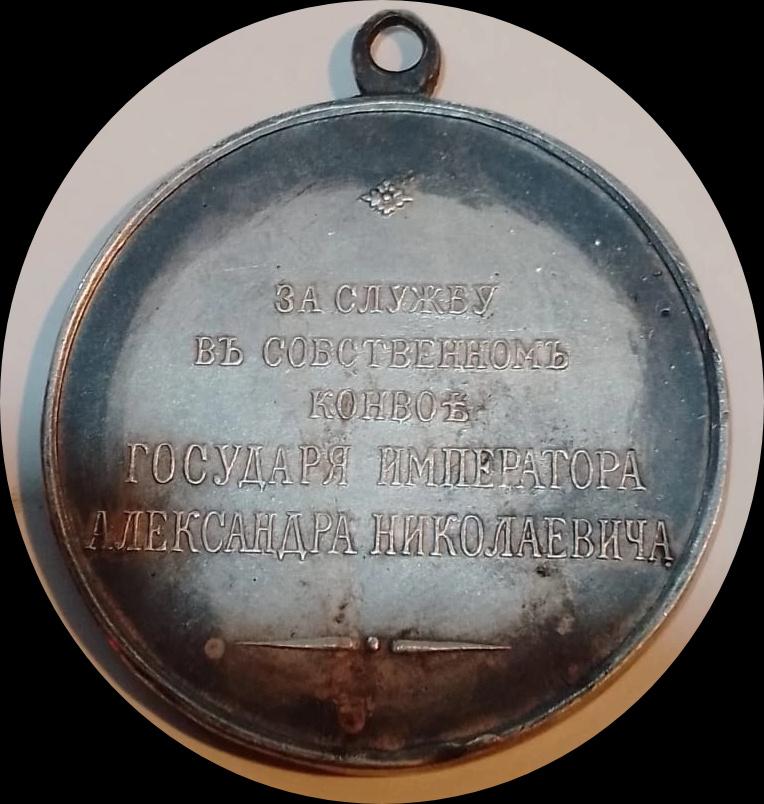 ЗА СЛУЖБУ
ВЪ СОБСТВЕННОМЪ
КОНВОѢ
ГОСУДАРЯ ИМПЕРАТОРА
АЛЕКСАНДРА НИКОЛАЕВИЧА